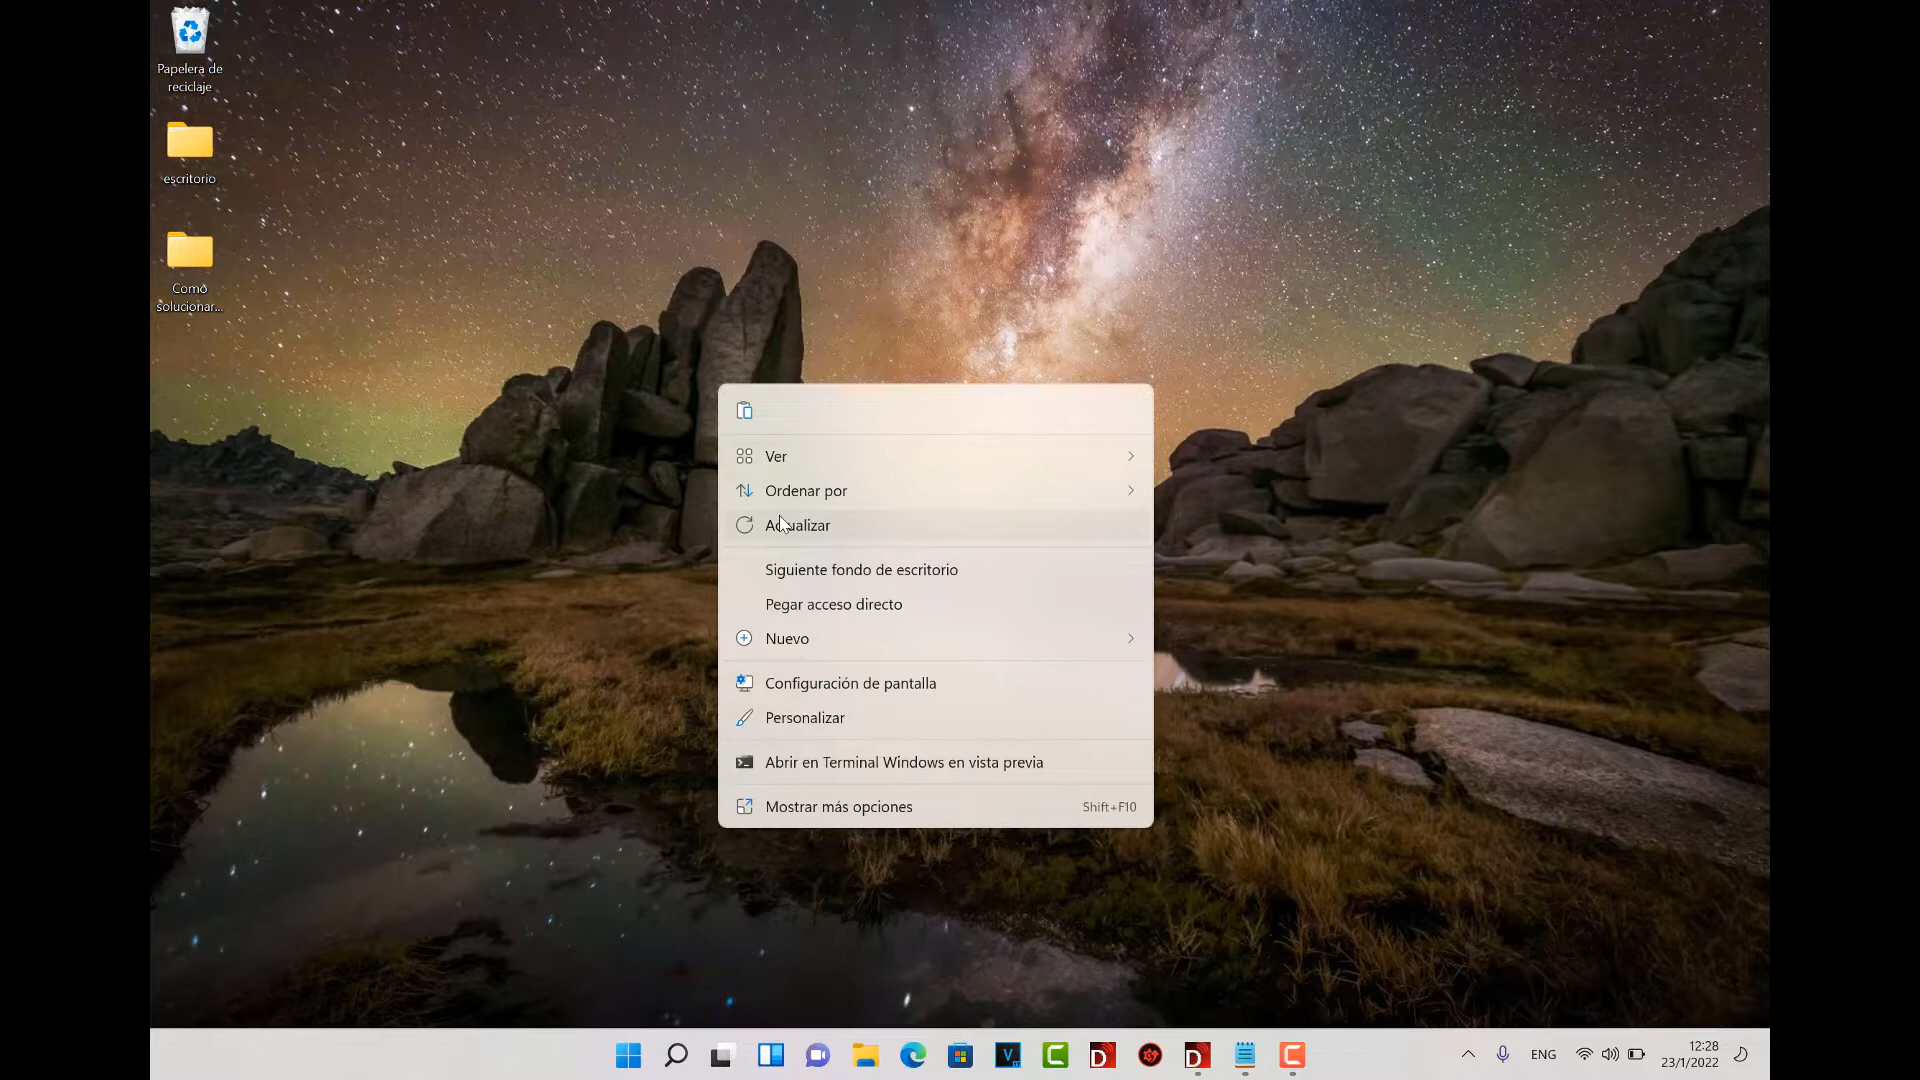 Papelera de
reciclaje
escritorio
Como
solucionar...
Ver
Ordenar por
Actualizar
Siguiente fondo de escritorio
Pegar acceso directo
Nuevo
Configuración de pantalla
Personalizar
Abrir en Terminal Windows en vista previa
Mostrar más opciones
Shift+F10
ENG
12:28
23/1/2022